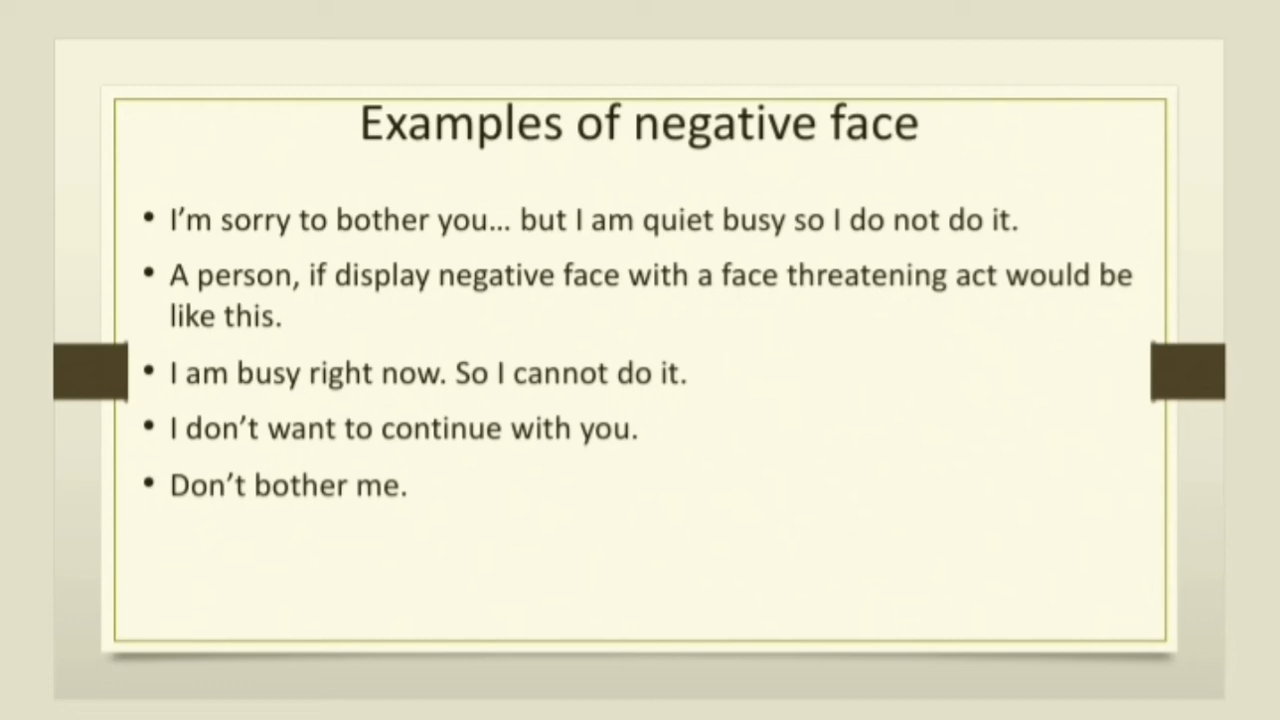 Examples of negative face
• I’m sorry to bother you... but I am quiet busy so I do not do it.
• A person, if display negative face with a face threatening act would be
like this.
• I am busy right now. So I cannot do it.
• I don’t want to continue with you.
• Don’t bother me.